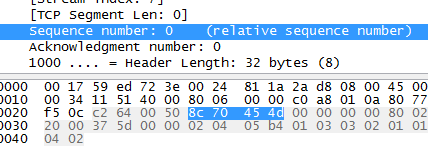 [TCP Segment Len: 0]
Sequence number: 0 (relative sequence number)
Acknowledgment number: 0
1000 .... = Header Length: 32 bytes (8)
0000 00 17 59 ed 72 3e 00 24 81 1a 2a d8 08 00 45 00
0010 00 34 11 51 40 00 80 06 00 00 c0 a8 01 0a 80 77
0020 f5 0c c2 64 00 50 8c 70 45 4d 00 00 00 00 80 02
0030 20 00 37 5d 00 00 02 04 05 b4 01 03 03 02 01 01
0040 04 02